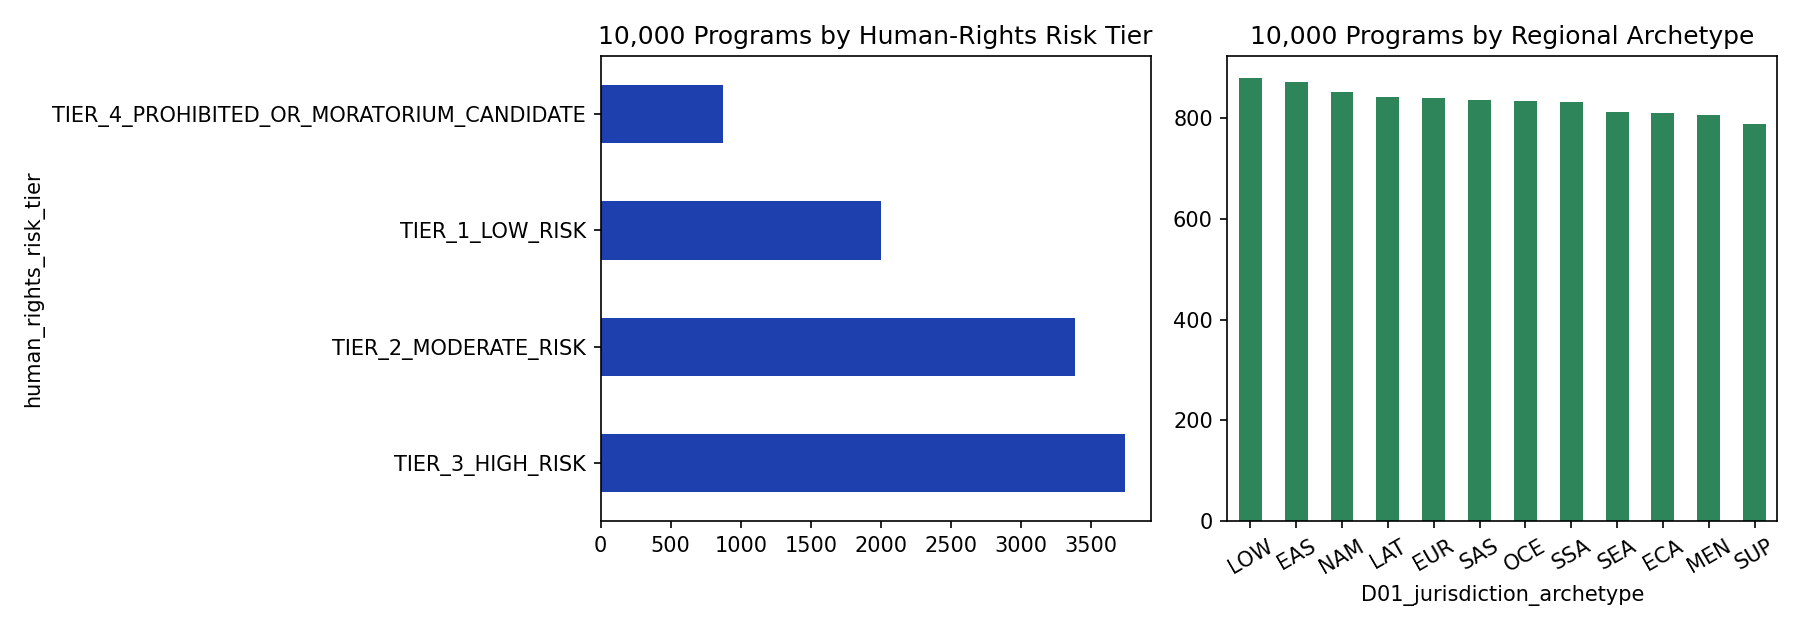 10,000 Programs by Human-Rights Risk Tier
human_rights_risk_tier
TIER_4_PROHIBITED_OR_MORATORIUM_CANDIDATE
TIER_1_LOW_RISK
TIER_2_MODERATE_RISK
TIER_3_HIGH_RISK
0 500 1000 1500 2000 2500 3000 3500
10,000 Programs by Regional Archetype
800
600
400
200
0
LOW EAS NAM LAT EUR SAS OCE SSA SEA ECA MEN SUP
D01_jurisdiction_archetype